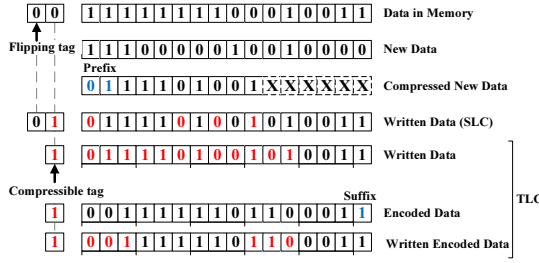 0 0 1 1 1 1 1 1 1 1 0 0 0 1 0 0 1 1 Data in Memory
Flipping tag 1 1 1 0 0 0 0 0 1 0 0 1 0 0 0 0 New Data
Prefix
0 1 1 1 1 0 1 0 0 1 X X X X X X Compressed New Data
0 1 0 1 1 1 1 0 1 0 0 1 0 1 0 0 1 1 Written Data (SLC)
1 0 1 1 1 1 0 1 0 0 1 0 1 0 0 1 1 Written Data
Compressible tag
Suffix
TLC
1 0 0 1 1 1 1 1 1 0 1 1 0 0 0 1 1 Encoded Data
1 0 0 1 1 1 1 1 1 0 1 1 0 0 0 1 1 Written Encoded Data